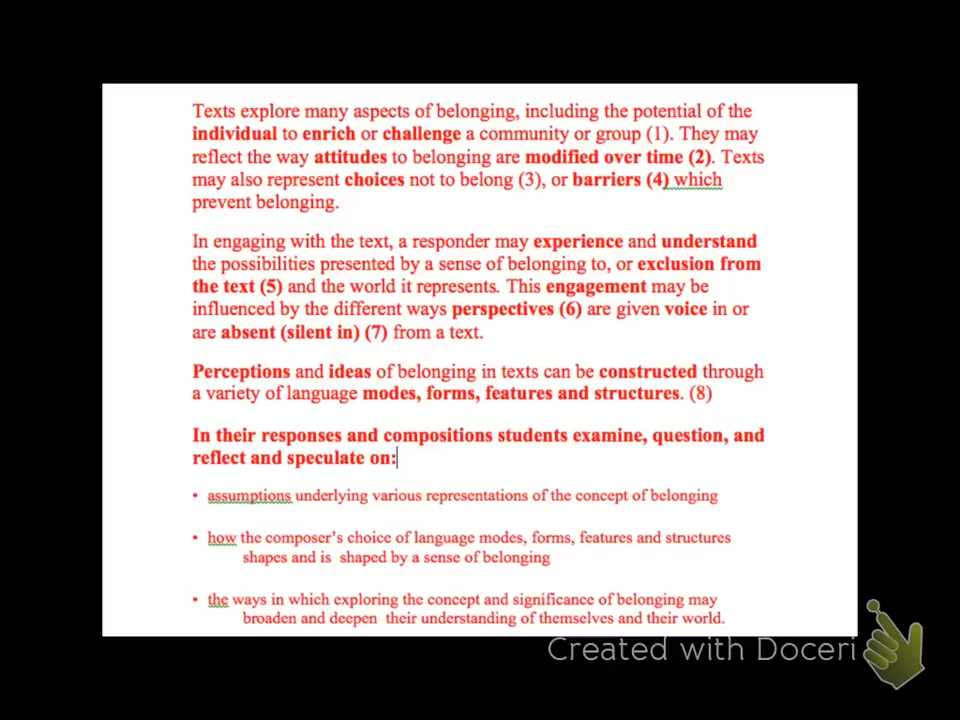 Texts explore many aspects of belonging, including the potential of the
individual to enrich or challenge a community or group (1). They may
reflect the way attitudes to belonging are modified over time (2). Texts
may also represent choices not to belong (3), or barriers (4) which
prevent belonging.
In engaging with the text, a responder may experience and understand
the possibilities presented by a sense of belonging to, or exclusion from
the text (5) and the world it represents. This engagement may be
influenced by the different ways perspectives (6) are given voice in or
are absent (silent in) (7) from a text.
Perceptions and ideas of belonging in texts can be constructed through
a variety of language modes, forms, features and structures. (8)
In their responses and compositions students examine, question, and
reflect and speculate on:
• assumptions underlying various representations of the concept of belonging
• how the composer's choice of language modes, forms, features and structures
shapes and is shaped by a sense of belonging
• the ways in which exploring the concept and significance of belonging may
broaden and deepen their understanding of themselves and their world.
Created with Doceri